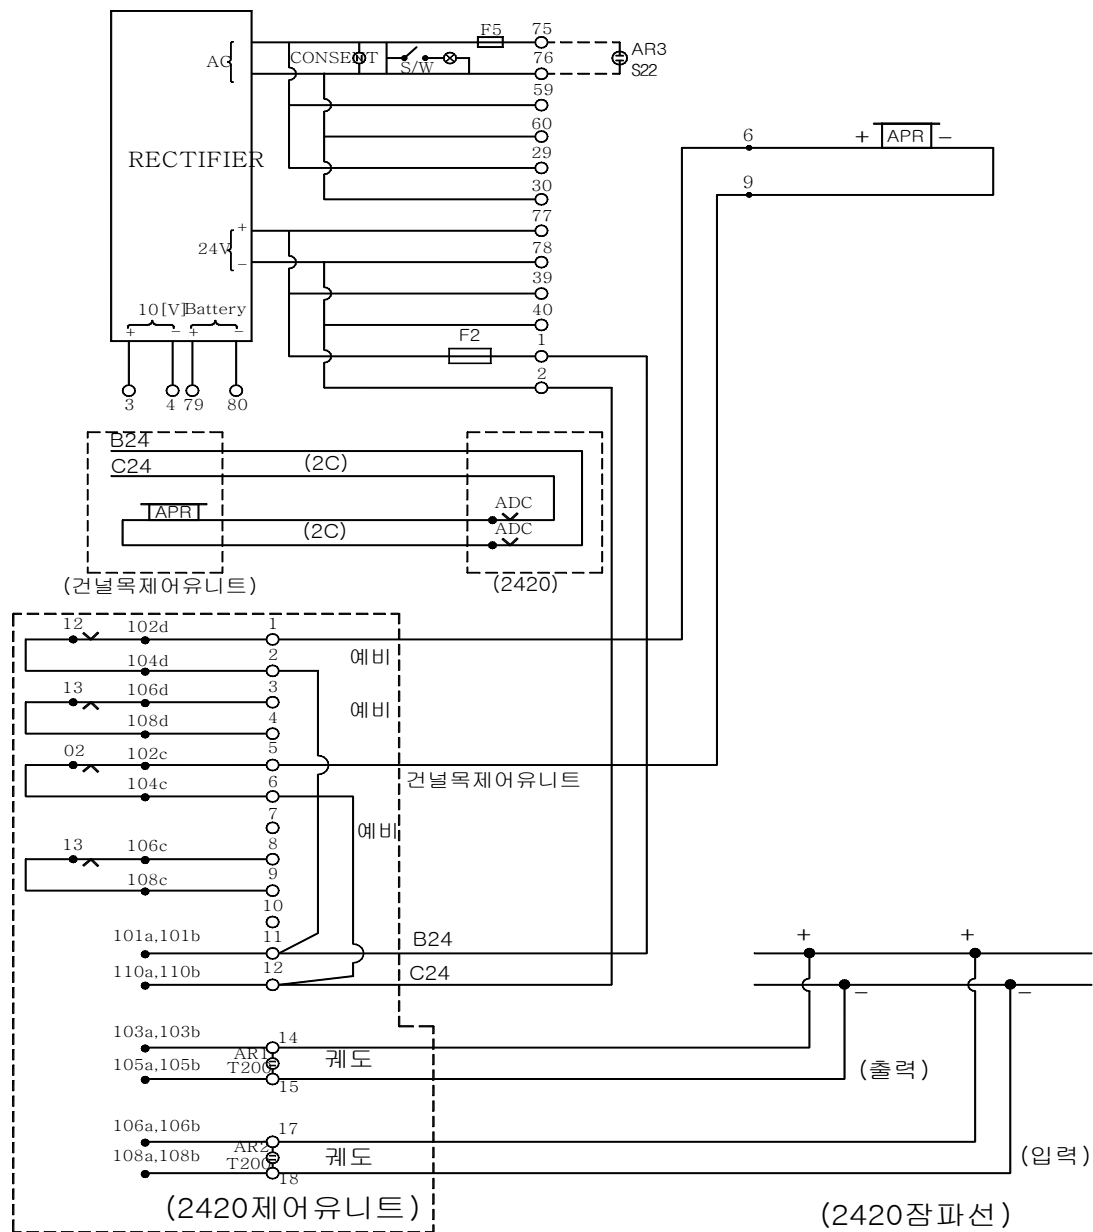 F5 75
AC
CONSENT
S/W
76
AR3
S22
59
60
RECTIFIER
29
30
6
+ APR −
9
+ 77
24V
− 78
39
40
10[V] Battery
+ − + −
F2 1
2
3 4 79 80
B24
(2C)
C24
ADC
APR
(2C)
ADC
(건널목제어유니트)
(2420)
12 102d 1
예비
104d 2
13 106d 3
예비
108d 4
02 102c 5
건널목제어유니트
104c 6
7
예비
13 106c 8
108c 9
10
101a,101b 11 B24
110a,110b 12 C24
+ +
− −
103a,103b 14
AR1
궤도
105a,105b T200
15
(출력)
106a,106b 17
AR2
궤도
108a,108b T200
18
(입력)
(2420제어유니트)
(2420잠파선)